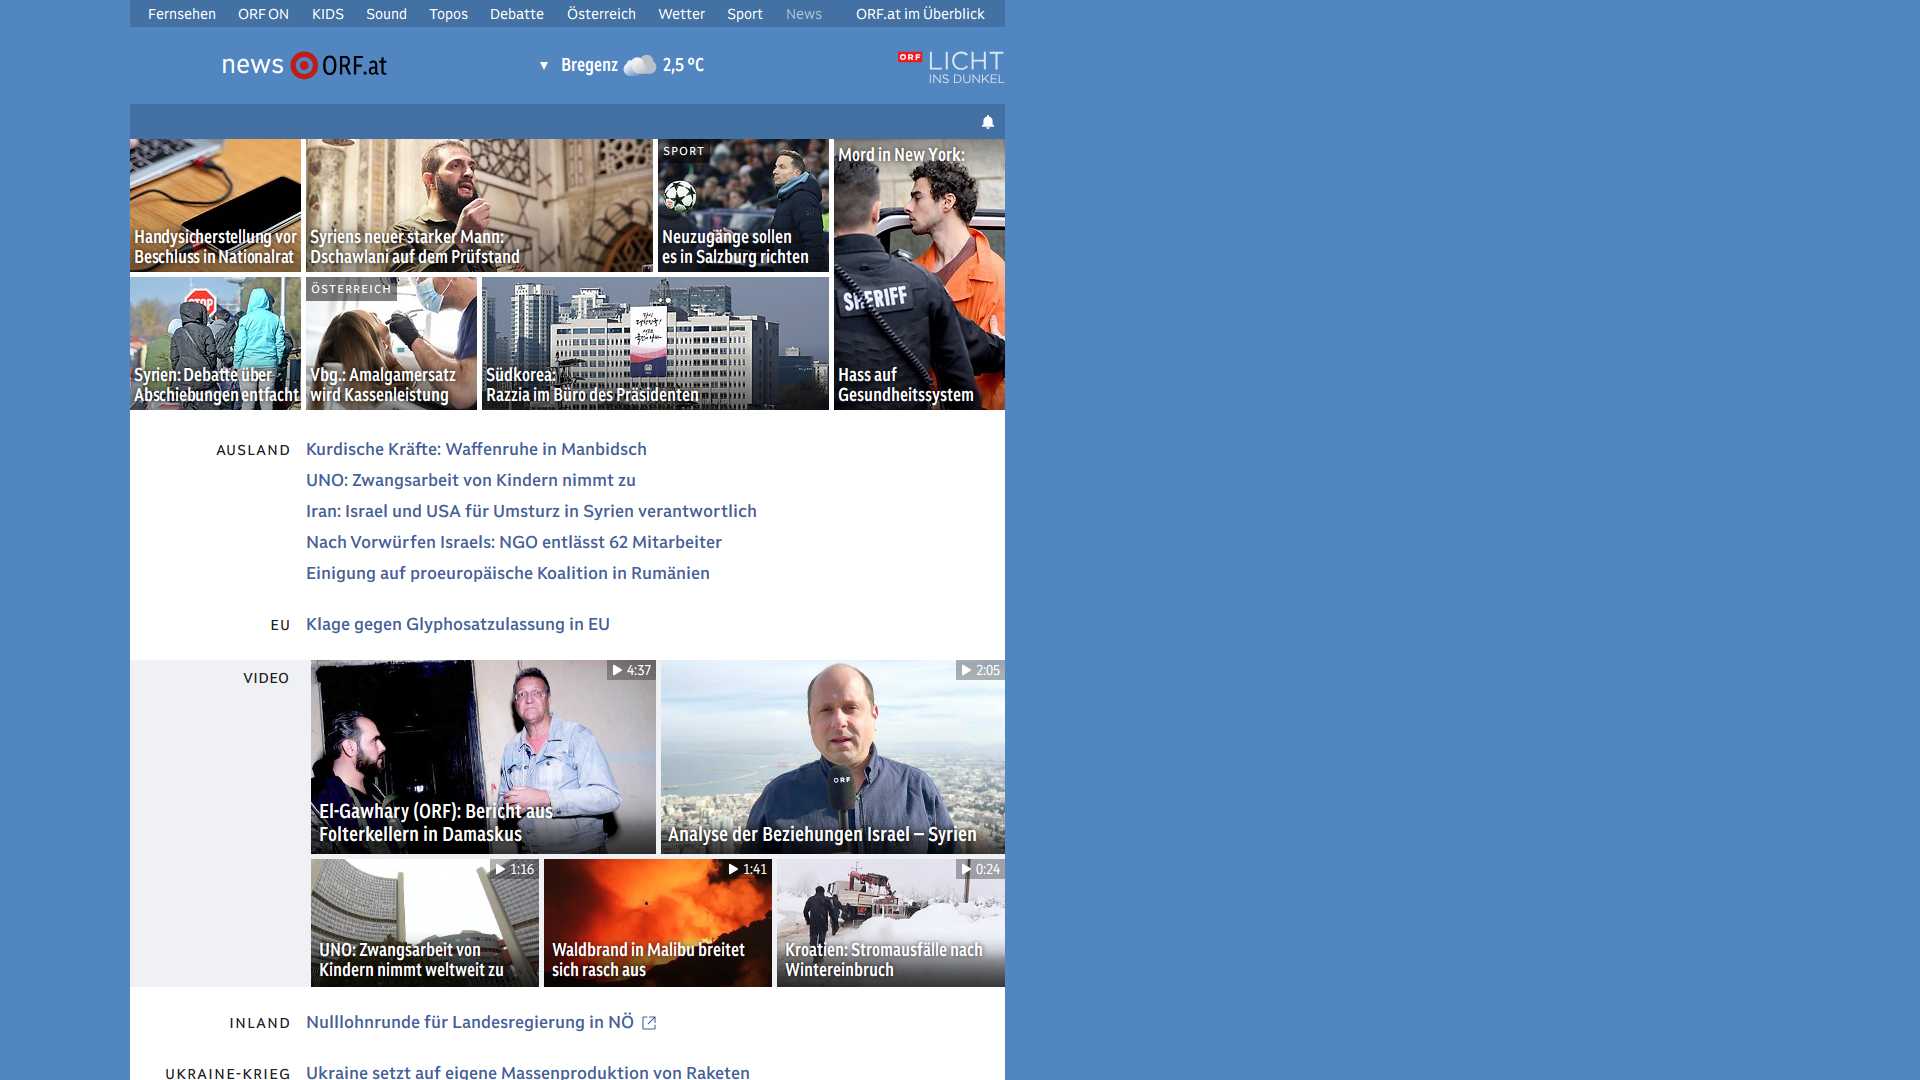 Fernsehen ORF ON KIDS Sound Topos Debatte Österreich Wetter Sport News ORF.at im Überblick
news ORF.at
Bregenz 2,5 °C
ORF LICHT
INS DUNKEL
Handysicherstellung vor
Beschluss in Nationalrat
Syriens neuer starker Mann:
Dschawlani auf dem Prüfstand
SPORT
Neuzugänge sollen
es in Salzburg richten
Mord in New York:
SHERIFF
Hass auf
Gesundheitssystem
STOP
Syrien: Debatte über
Abschiebungen entfacht
ÖSTERREICH
Vbg.: Amalgamersatz
wird Kassenleistung
Südkorea:
Razzia im Büro des Präsidenten
AUSLAND
Kurdische Kräfte: Waffenruhe in Manbidsch
UNO: Zwangsarbeit von Kindern nimmt zu
Iran: Israel und USA für Umsturz in Syrien verantwortlich
Nach Vorwürfen Israels: NGO entlässt 62 Mitarbeiter
Einigung auf proeuropäische Koalition in Rumänien
EU
Klage gegen Glyphosatzulassung in EU
VIDEO
4:37
El-Gawhary (ORF): Bericht aus
Folterkellern in Damaskus
2:05
ORF
Analyse der Beziehungen Israel – Syrien
1:16
UNO: Zwangsarbeit von
Kindern nimmt weltweit zu
1:41
Waldbrand in Malibu breitet
sich rasch aus
0:24
Kroatien: Stromausfälle nach
Wintereinbruch
INLAND
Nulllohnrunde für Landesregierung in NÖ
UKRAINE-KRIEG
Ukraine setzt auf eigene Massenproduktion von Raketen